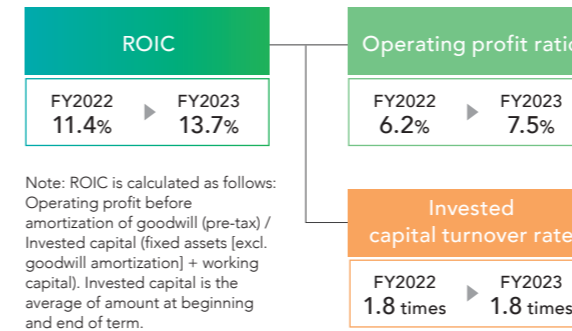 ROIC
FY2022 FY2023
11.4% 13.7%
Note: ROIC is calculated as follows:
Operating profit before
amortization of goodwill (pre-tax) /
Invested capital (fixed assets [excl.
goodwill amortization] + working
capital). Invested capital is the
average of amount at beginning
and end of term.
Operating profit ratio
FY2022 FY2023
6.2% 7.5%
Invested
capital turnover rate
FY2022 FY2023
1.8 times 1.8 times